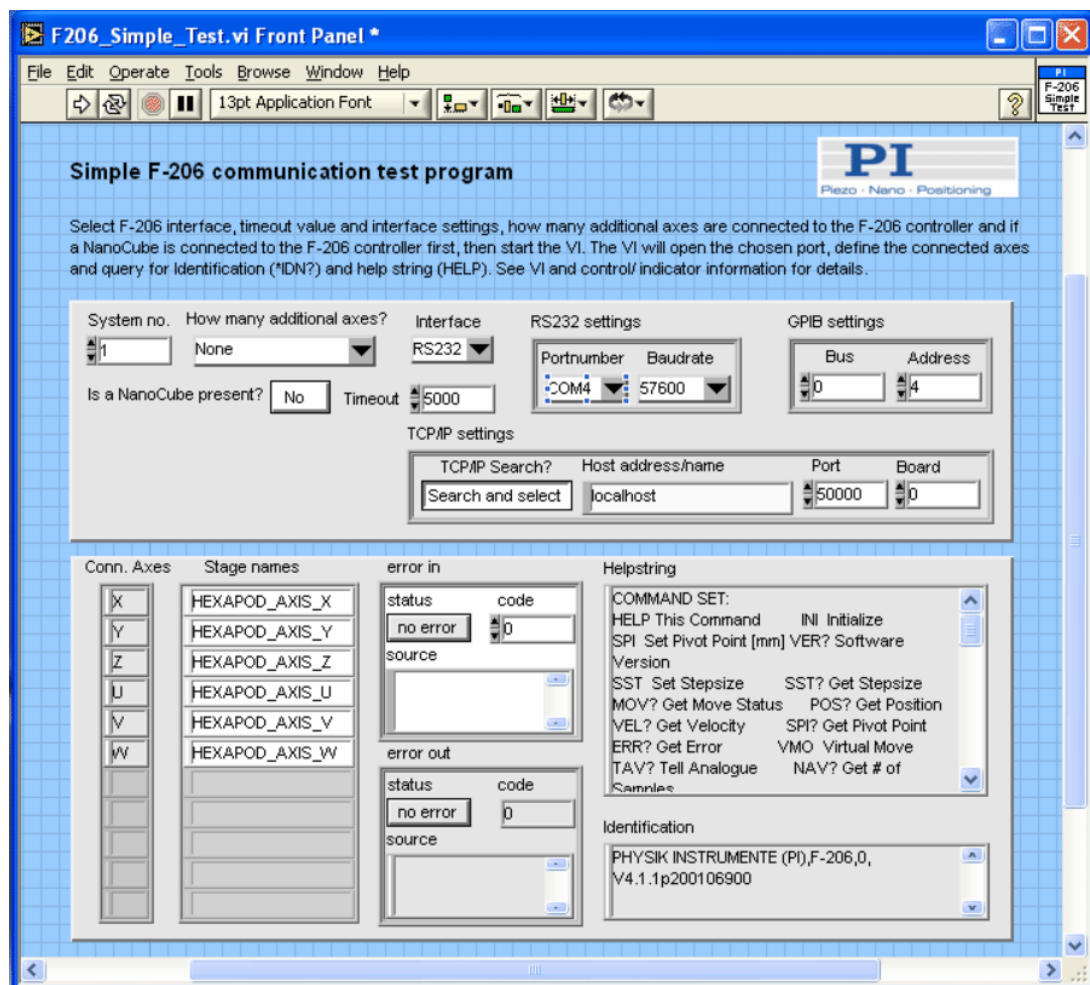 F206_Simple_Test.vi Front Panel *
File Edit Operate Tools Browse Window Help
13pt Application Font
PI
F-206
Simple
Test
Simple F-206 communication test program
PI
Piezo · Nano · Positioning
Select F-206 interface, timeout value and interface settings, how many additional axes are connected to the F-206 controller and if
a NanoCube is connected to the F-206 controller first, then start the VI. The VI will open the chosen port, define the connected axes
and query for Identification (*IDN?) and help string (HELP). See VI and control/ indicator information for details.
System no. How many additional axes? Interface RS232 settings GPIB settings
1 None RS232 Portnumber Baudrate Bus Address
Is a NanoCube present? No Timeout 5000 COM4 57600 0 4
TCP/IP settings
TCP/IP Search? Host address/name Port Board
Search and select localhost 50000 0
Conn. Axes Stage names
X HEXAPOD_AXIS_X
Y HEXAPOD_AXIS_Y
Z HEXAPOD_AXIS_Z
U HEXAPOD_AXIS_U
V HEXAPOD_AXIS_V
W HEXAPOD_AXIS_W
error in
status code
no error 0
source
error out
status code
no error 0
source
Helpstring
COMMAND SET:
HELP This Command INI Initialize
SPI Set Pivot Point [mm] VER? Software
Version
SST Set Stepsize SST? Get Stepsize
MOV? Get Move Status POS? Get Position
VEL? Get Velocity SPI? Get Pivot Point
ERR? Get Error VMO Virtual Move
TAV? Tell Analogue NAV? Get # of
Samples
Identification
PHYSIK INSTRUMENTE (PI),F-206,0,
V4.1.1p200106900